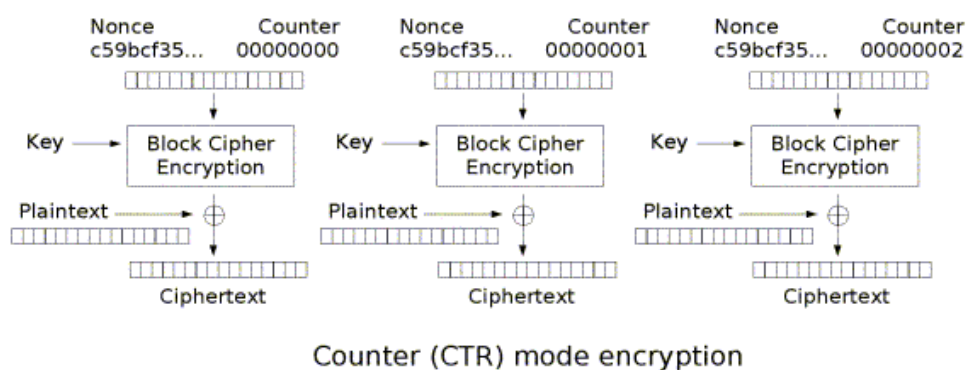 Nonce Counter Nonce Counter Nonce Counter
c59bcf35... 00000000 c59bcf35... 00000001 c59bcf35... 00000002
Key Block Cipher Encryption Key Block Cipher Encryption Key Block Cipher Encryption
Plaintext Plaintext Plaintext
Ciphertext Ciphertext Ciphertext
Counter (CTR) mode encryption